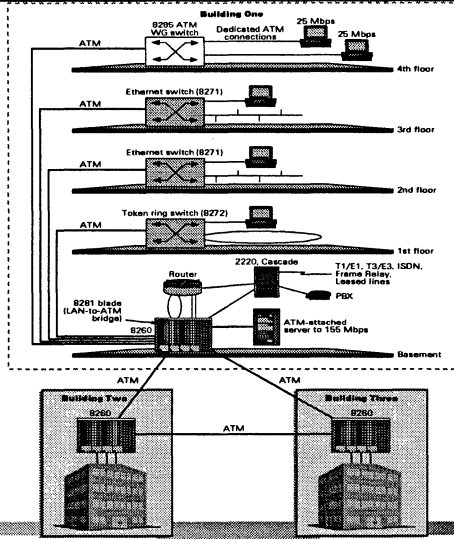 Building One
8285 ATM
WG switch
Dedicated ATM
connections
25 Mbps
25 Mbps
ATM
4th floor
Ethernet switch (8271)
ATM
3rd floor
Ethernet switch (8271)
ATM
2nd floor
Token ring switch (8272)
ATM
1st floor
Router
2220, Cascade
T1/E1, T3/E3, ISDN,
Frame Relay,
Leased lines
PBX
8281 blade
(LAN-to-ATM
bridge)
8260
ATM-attached
server to 155 Mbps
Basement
ATM
ATM
Building Two
8260
ATM
Building Three
8260